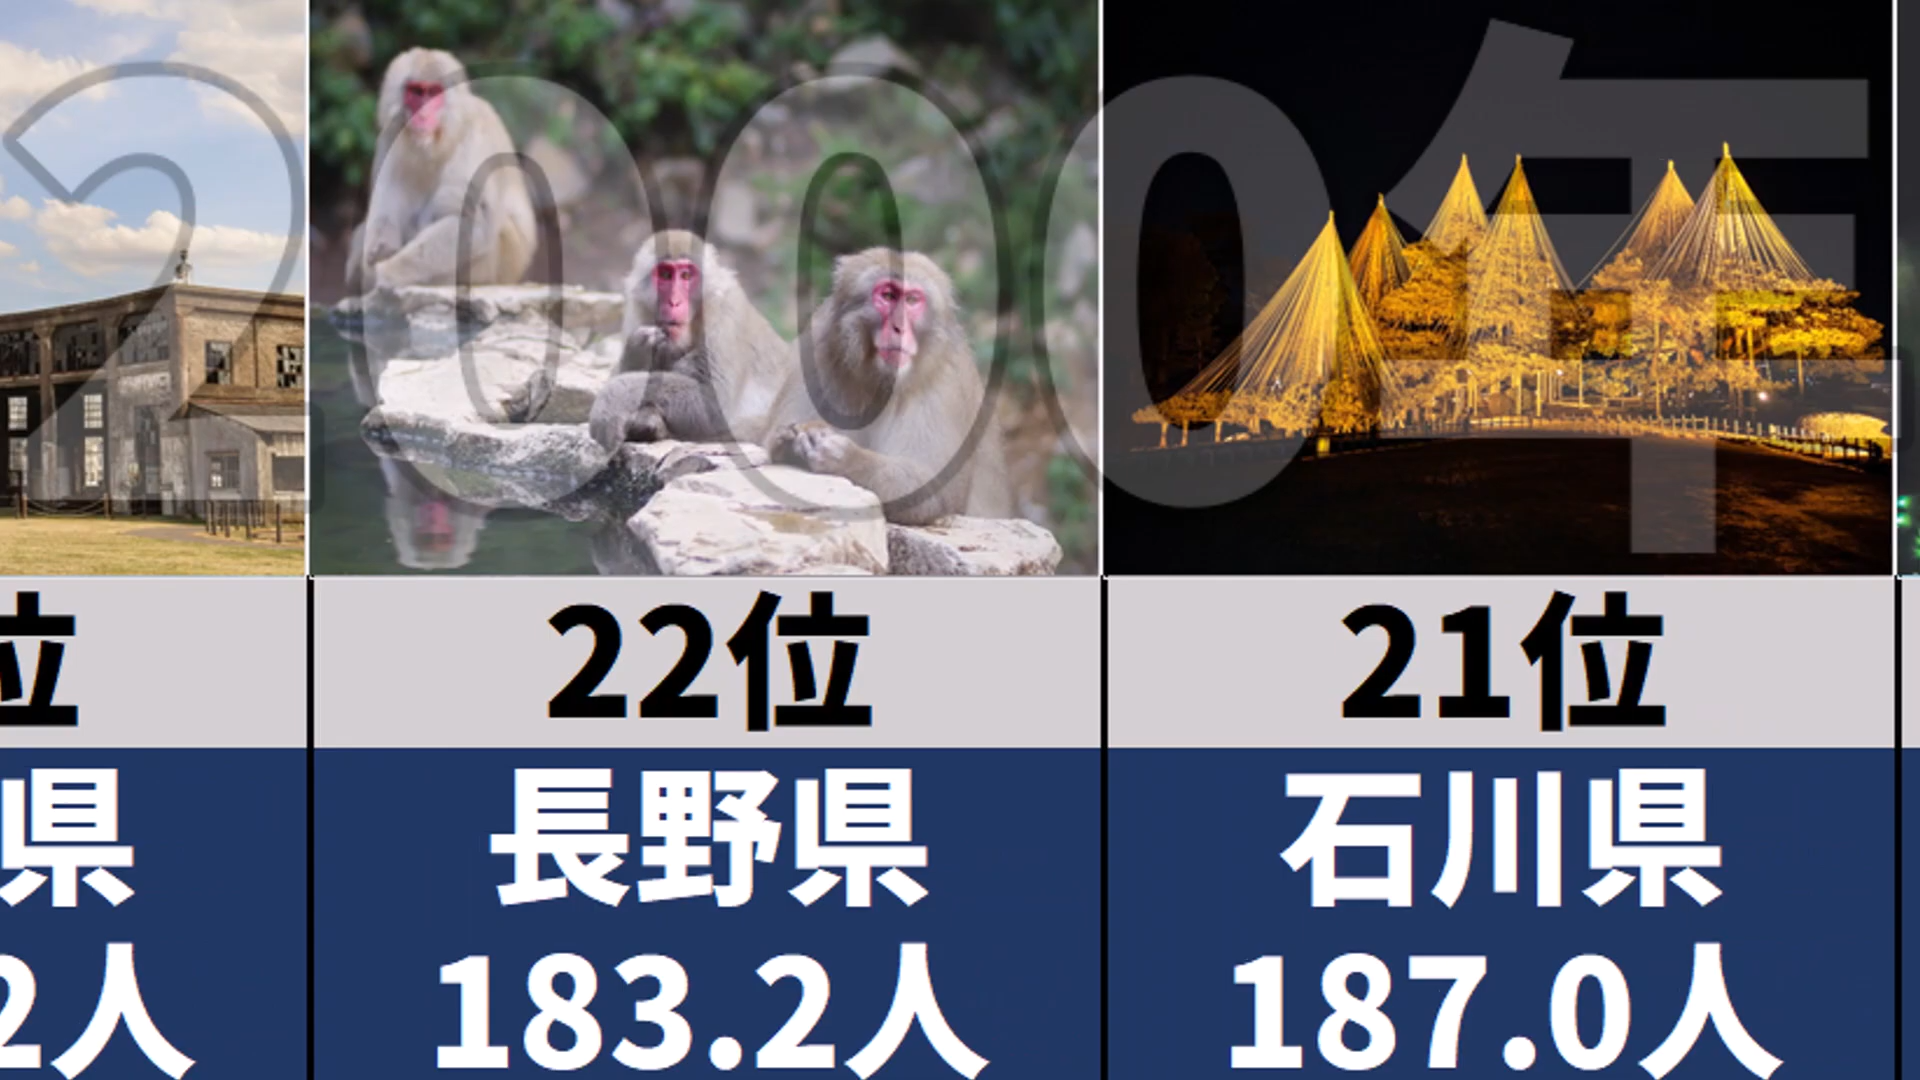 2000年
位 22位 21位
県 長野県 石川県
2人 183.2人 187.0人